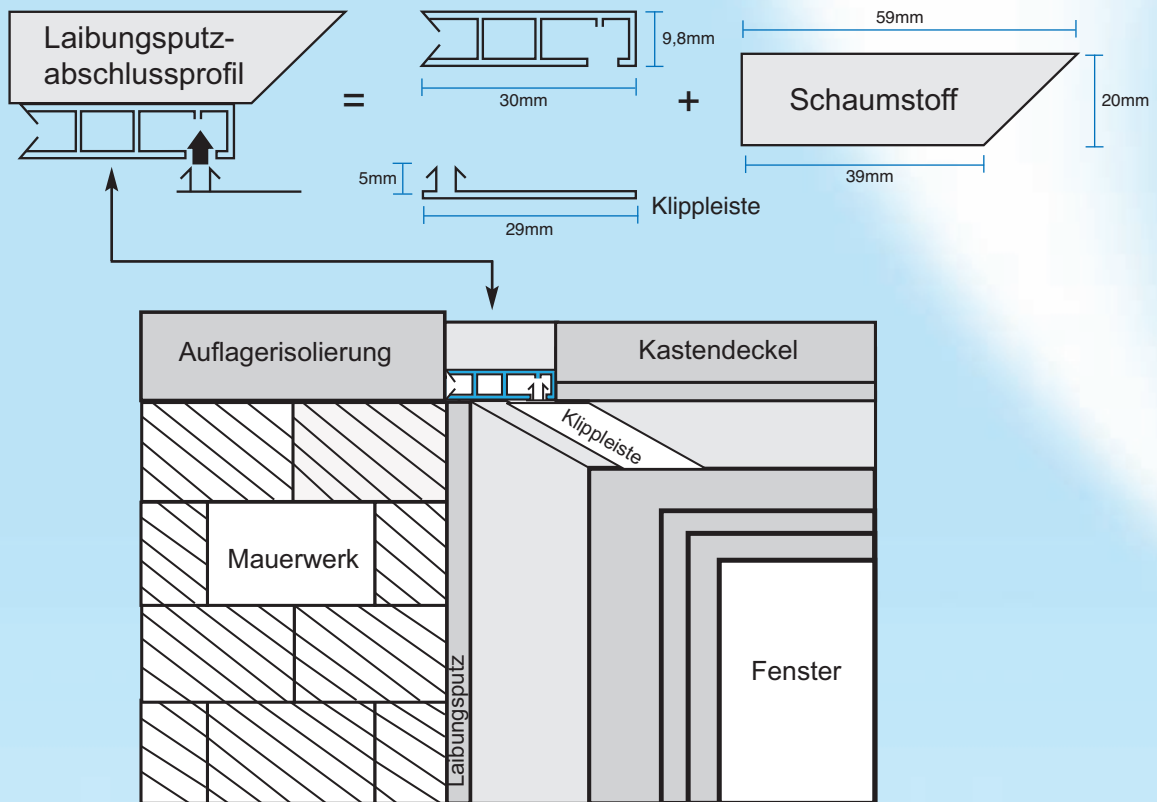 Laibungsputz-
abschlussprofil
=
9,8mm
30mm
+
59mm
Schaumstoff
20mm
39mm
5mm
29mm
Klippleiste
Auflagerisolierung
Kastendeckel
Klippleiste
Mauerwerk
Laibungsputz
Fenster